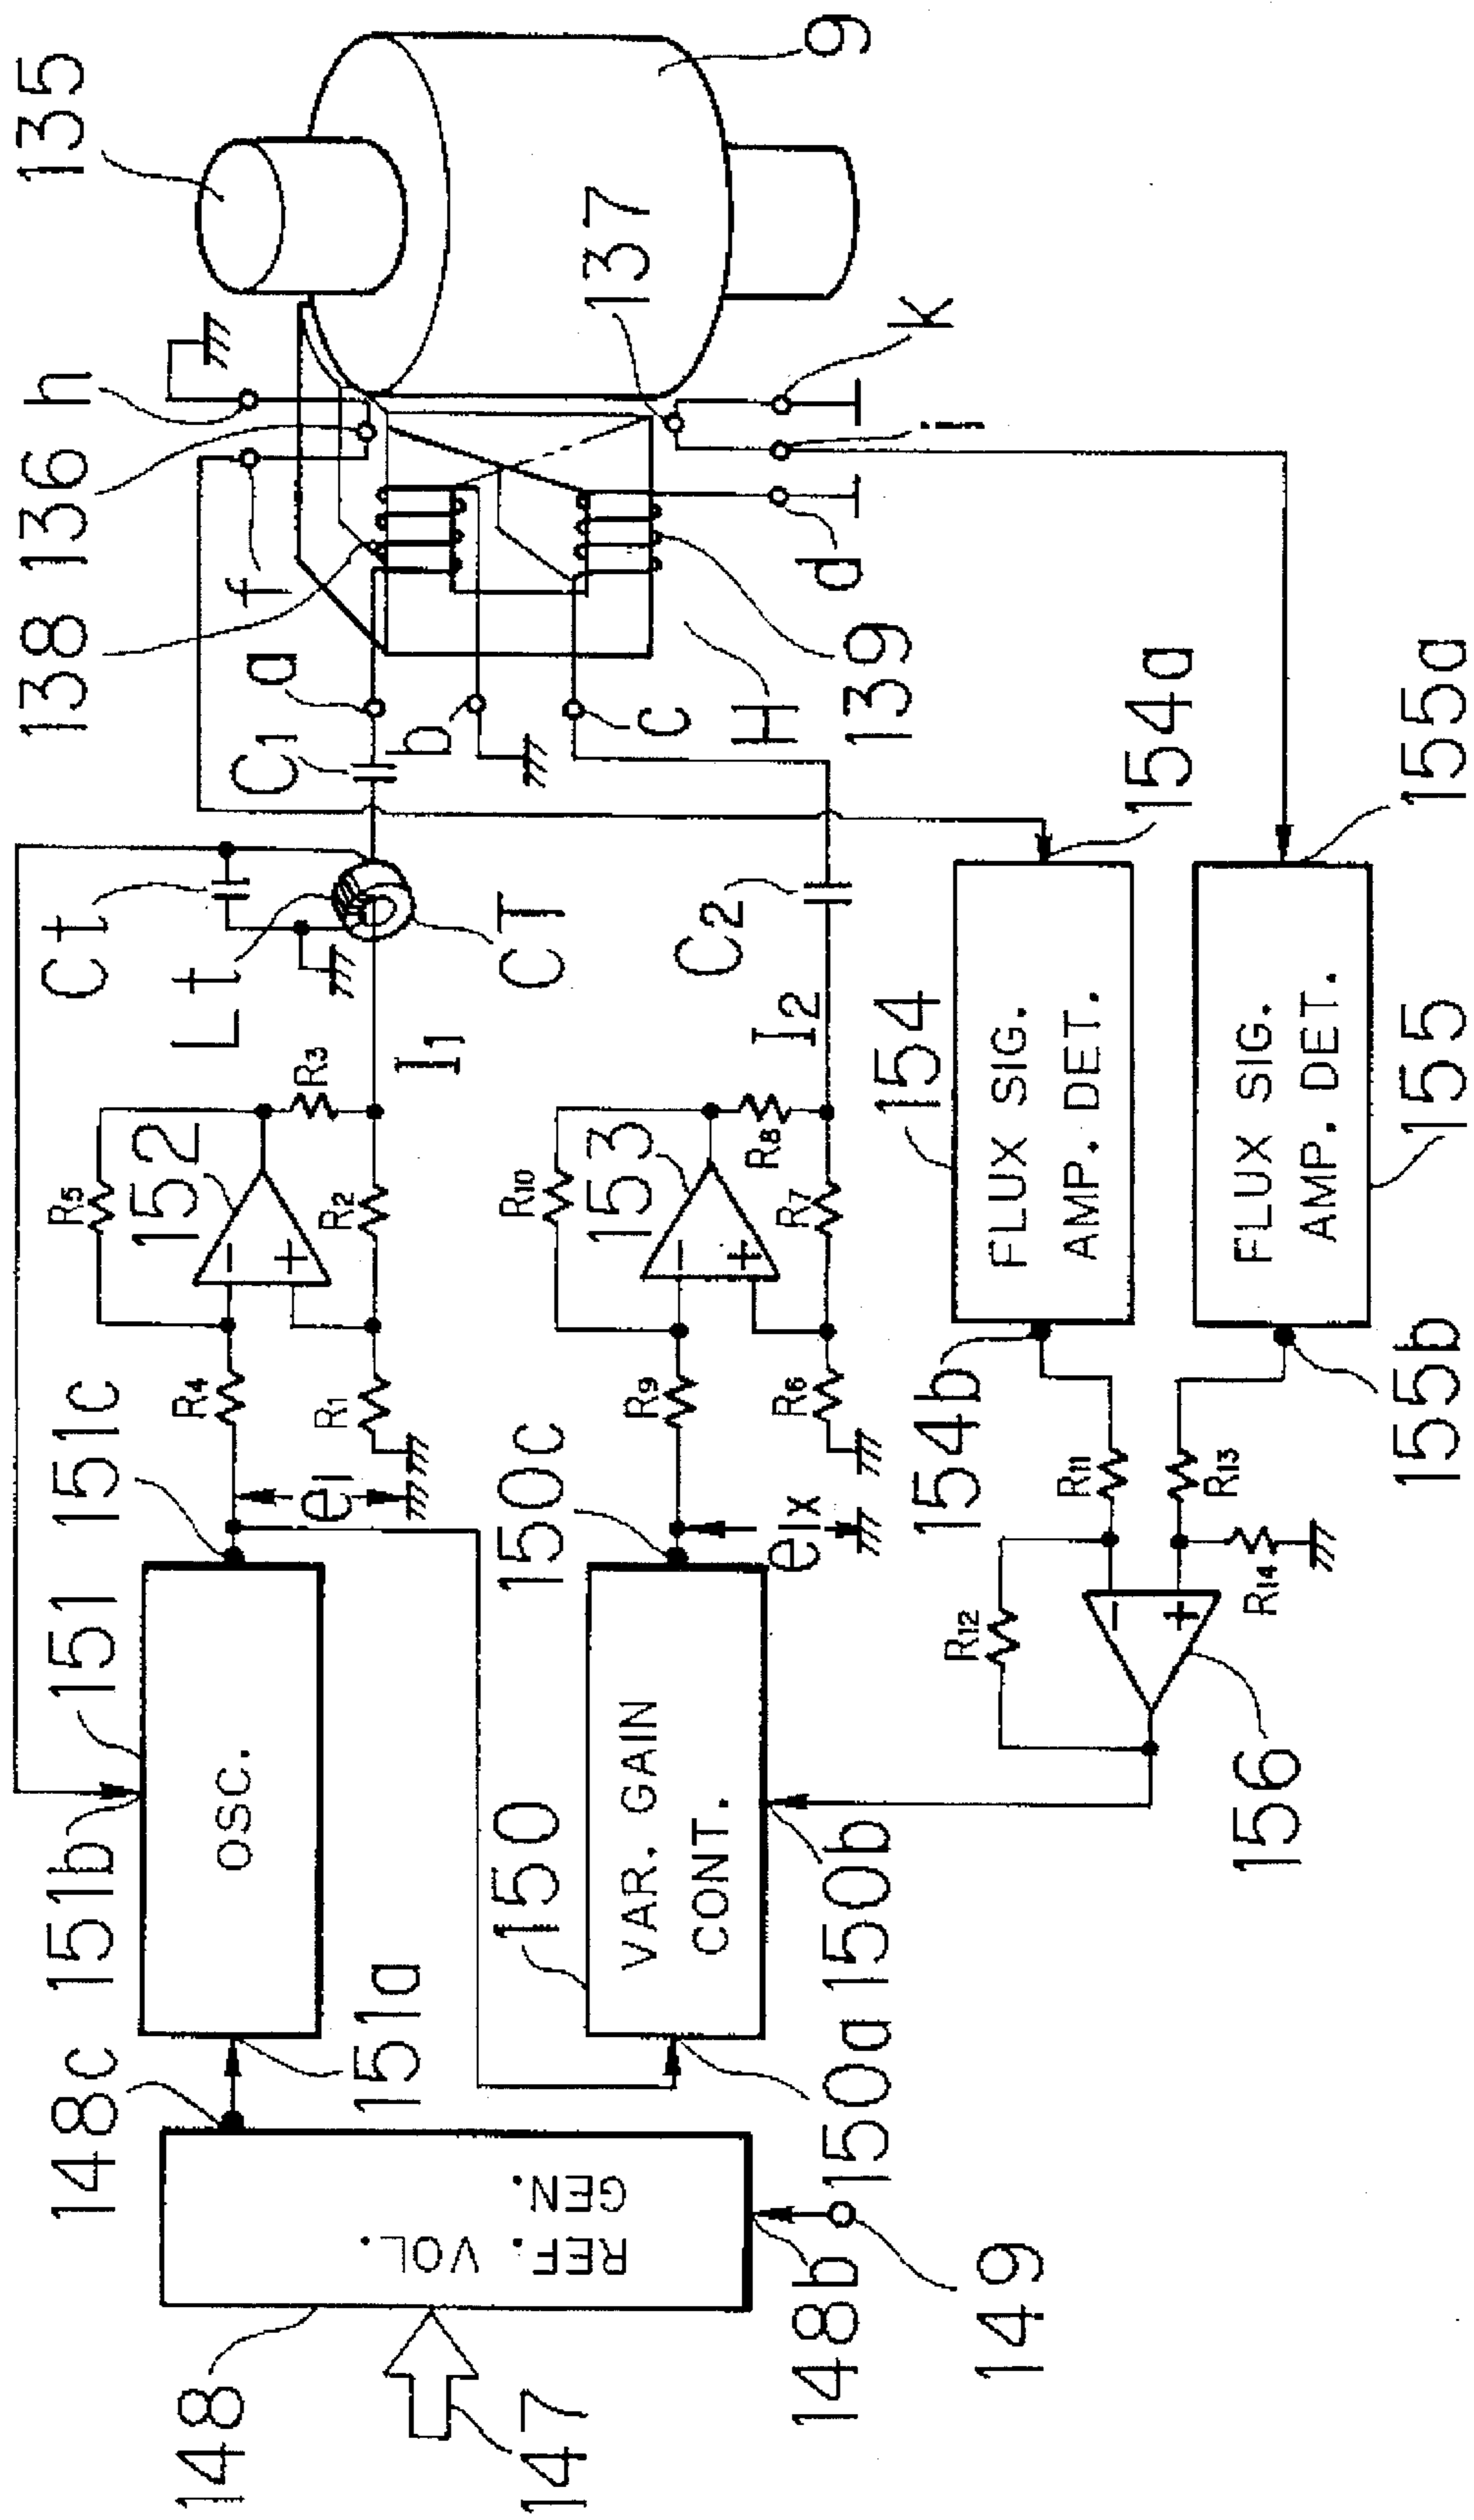 148
147
148c
REF. VOL.
GEN.
148b
149
151b
151
151a
OSC.
151c
e1
R4
R1
R5
152
R2
R3
I1
Ct
Lt
CT
C1
a
b
c
138
136
f
h
135
9
137
k
i
d
H
139
150
150a
150b
VAR. GAIN
CONT.
150c
e1x
R9
R6
R10
153
R7
R8
I2
C2
156
R12
R11
R13
R14
154b
154
FLUX SIG.
AMP. DET.
154a
155b
155
FLUX SIG.
AMP. DET.
155a